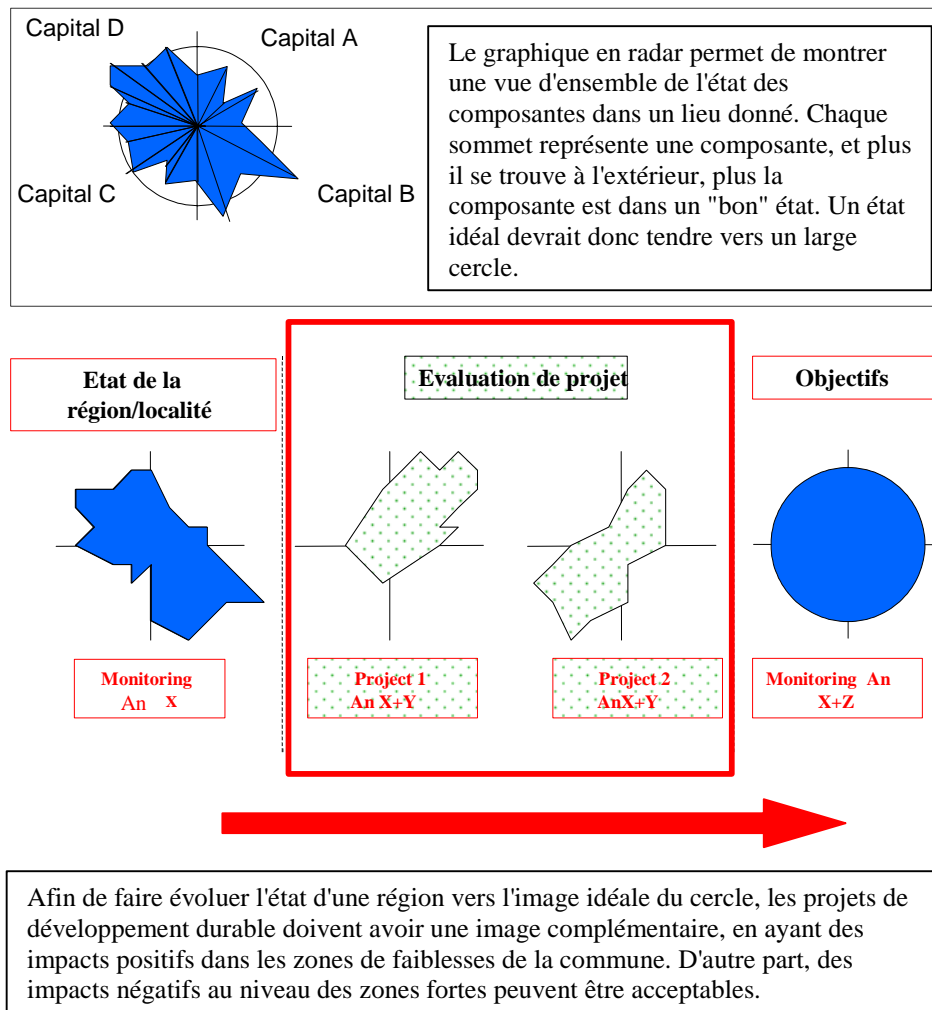 Capital D
Capital A
Capital C
Capital B
Le graphique en radar permet de montrer
une vue d'ensemble de l'état des
composantes dans un lieu donné. Chaque
sommet représente une composante, et plus
il se trouve à l'extérieur, plus la
composante est dans un "bon" état. Un état
idéal devrait donc tendre vers un large
cercle.
Etat de la
région/localité
Evaluation de projet
Objectifs
Monitoring
An X
Project 1
An X+Y
Project 2
AnX+Y
Monitoring An
X+Z
Afin de faire évoluer l'état d'une région vers l'image idéale du cercle, les projets de
développement durable doivent avoir une image complémentaire, en ayant des
impacts positifs dans les zones de faiblesses de la commune. D'autre part, des
impacts négatifs au niveau des zones fortes peuvent être acceptables.